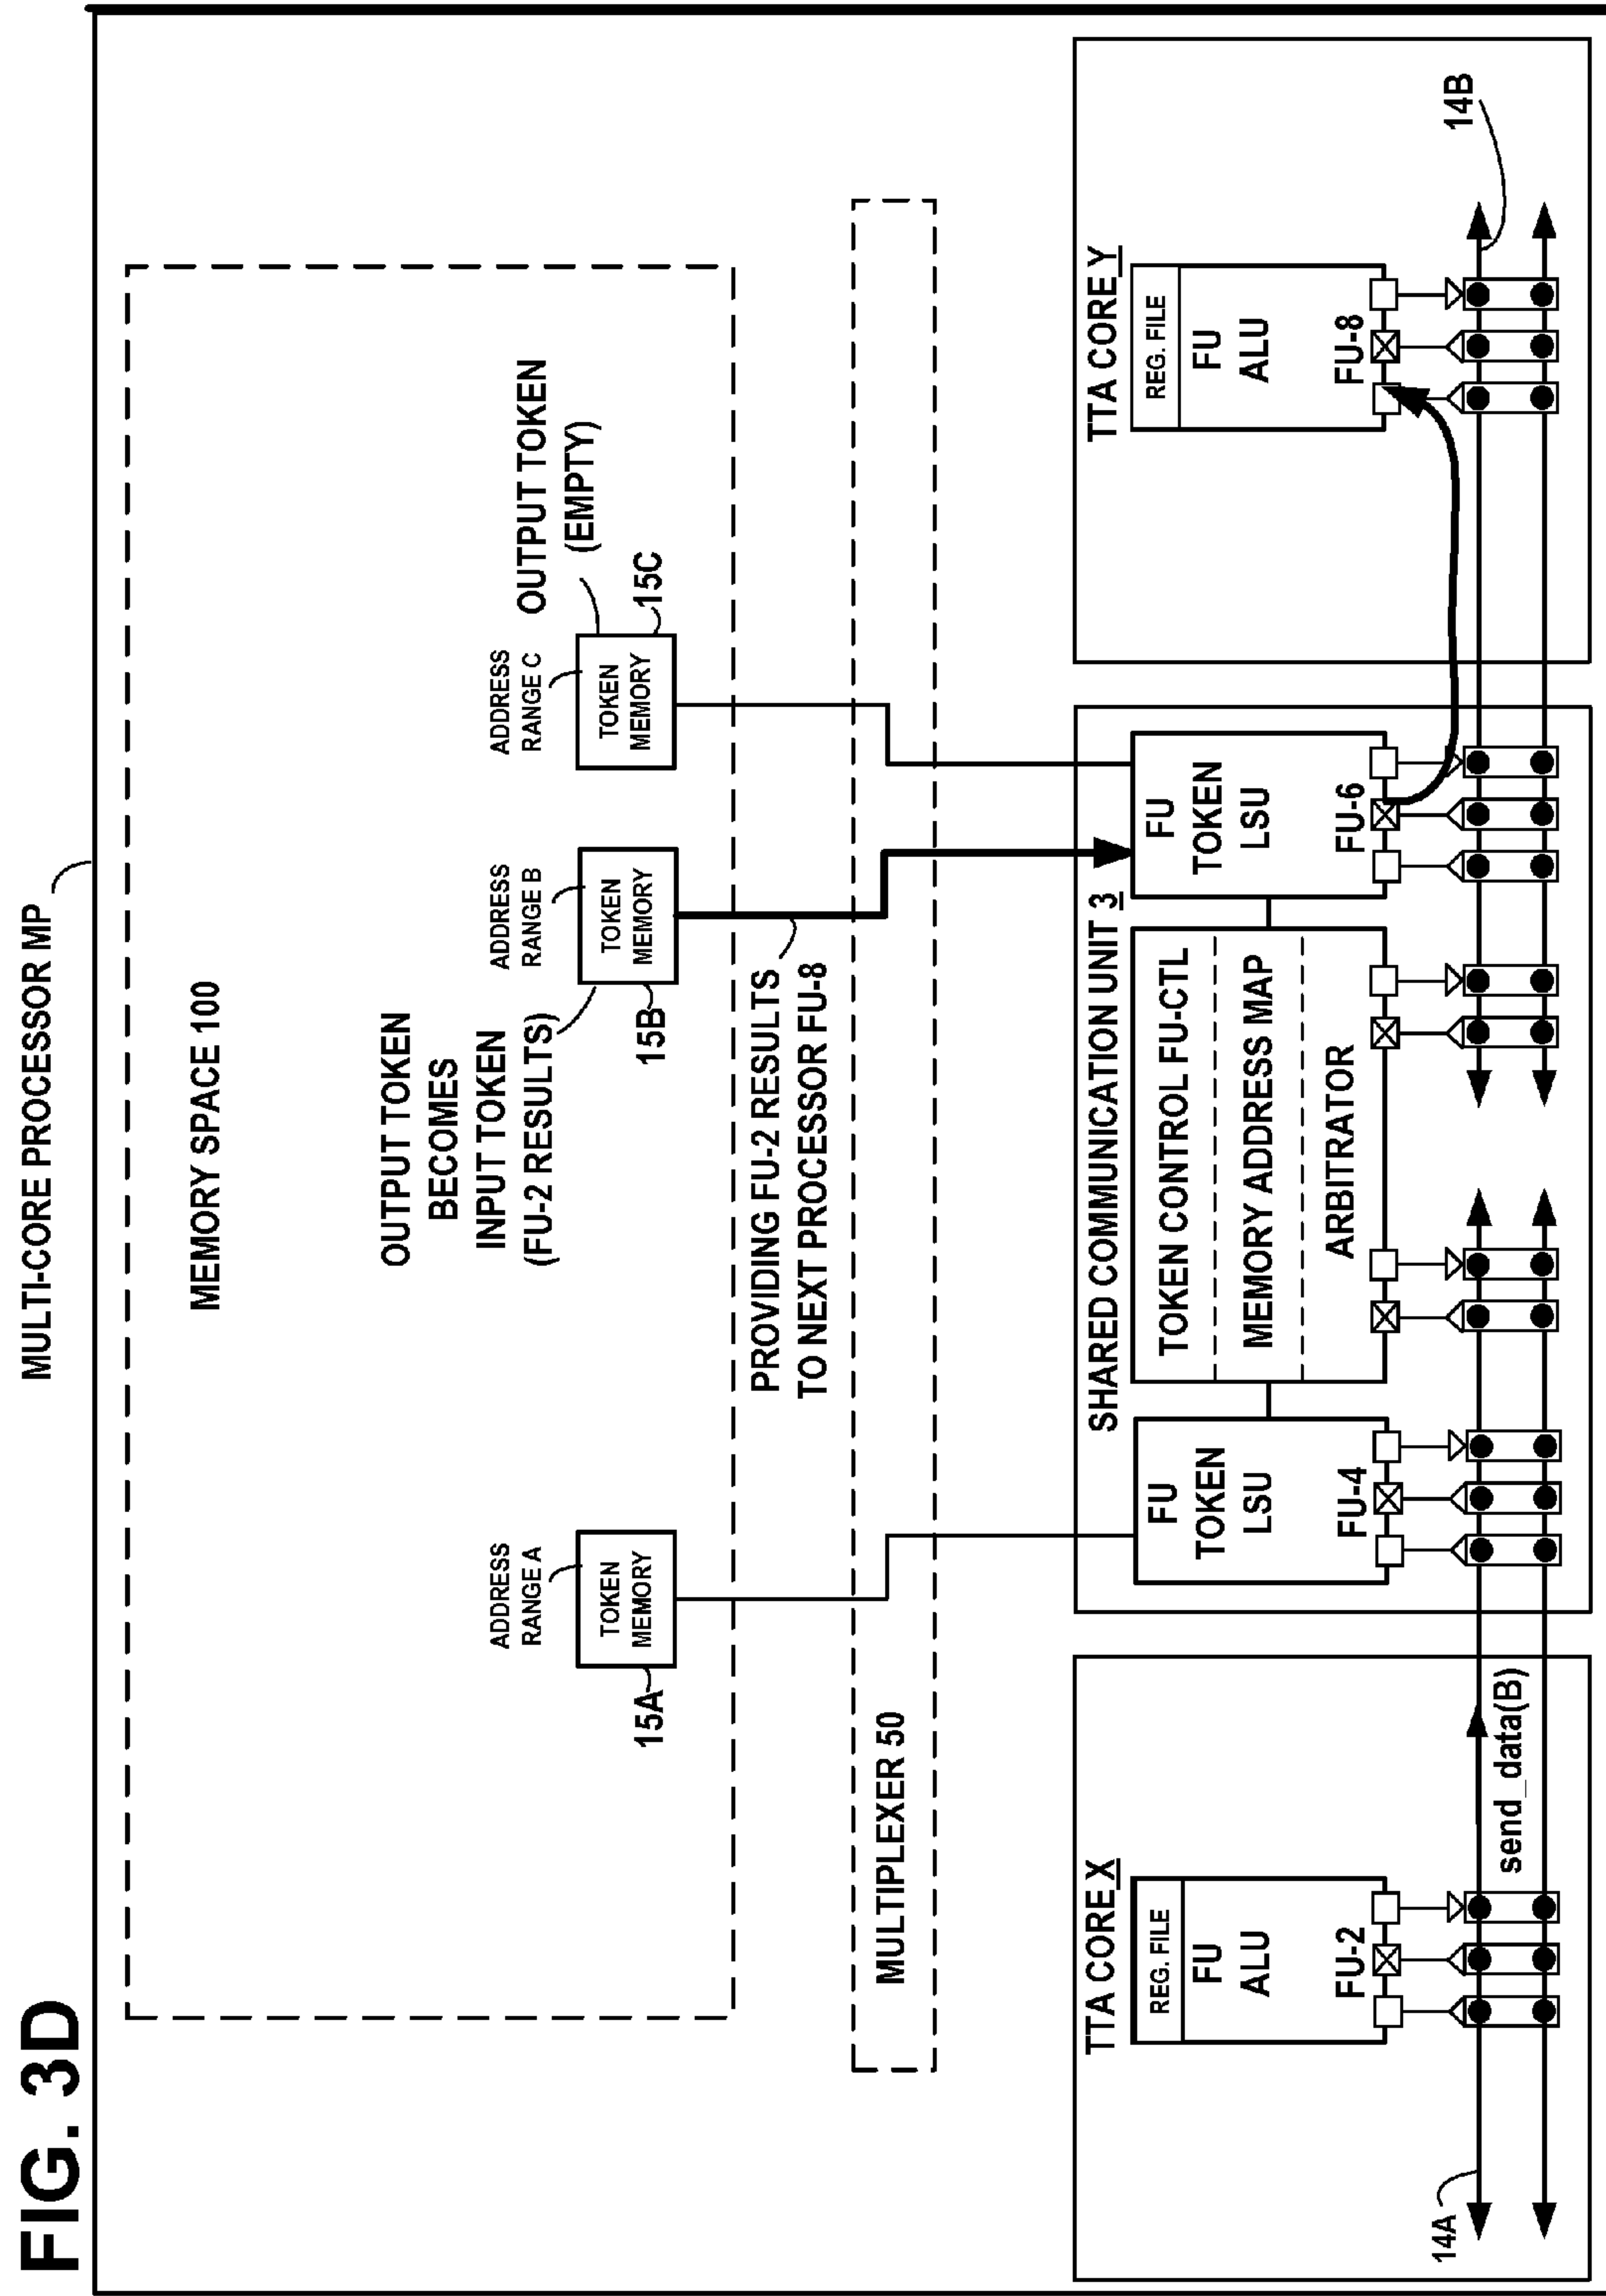 FIG. 3D
MULTI-CORE PROCESSOR MP
MEMORY SPACE 100
OUTPUT TOKEN
BECOMES
INPUT TOKEN
(FU-2 RESULTS)
OUTPUT TOKEN
(EMPTY)
ADDRESS
RANGE A
TOKEN
MEMORY
15A
ADDRESS
RANGE B
TOKEN
MEMORY
15B
ADDRESS
RANGE C
TOKEN
MEMORY
15C
PROVIDING FU-2 RESULTS
TO NEXT PROCESSOR FU-8
MULTIPLEXER 50
TTA CORE X
REG. FILE
FU
ALU
FU-2
14A
send_data(B)
SHARED COMMUNICATION UNIT 3
FU
TOKEN
LSU
FU-4
TOKEN CONTROL FU-CTL
MEMORY ADDRESS MAP
ARBITRATOR
FU
TOKEN
LSU
FU-6
TTA CORE Y
REG. FILE
FU
ALU
FU-8
14B